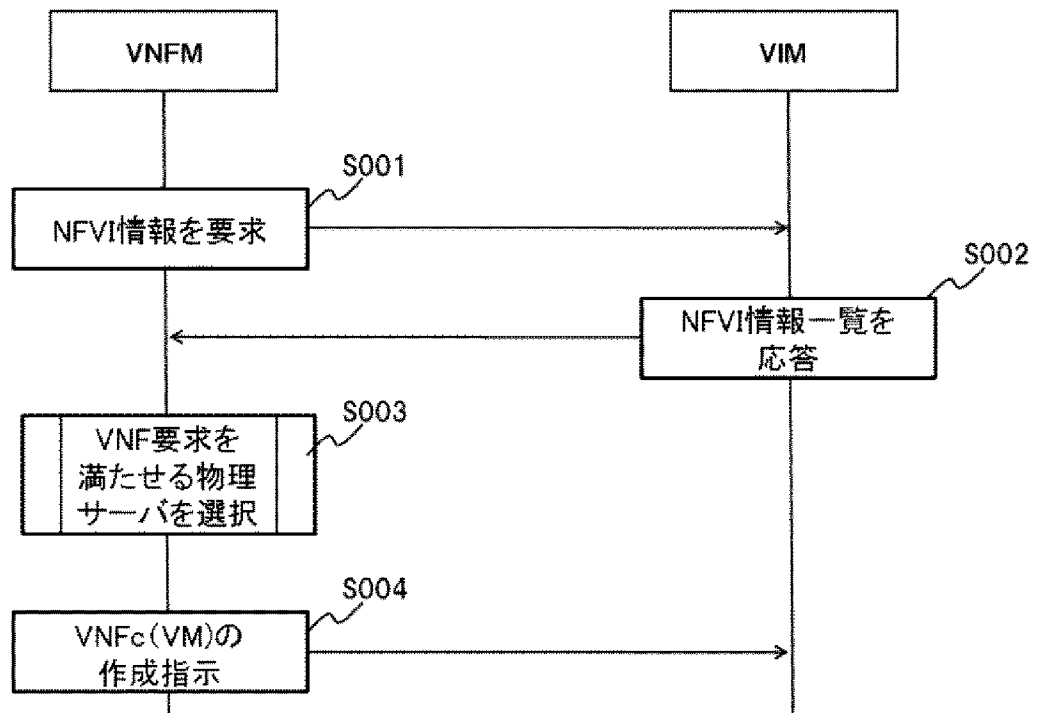 VNFM
VIM
S001
NFVI情報を要求
S002
NFVI情報一覧を
応答
S003
VNF要求を
満たせる物理
サーバを選択
S004
VNFc(VM)の
作成指示